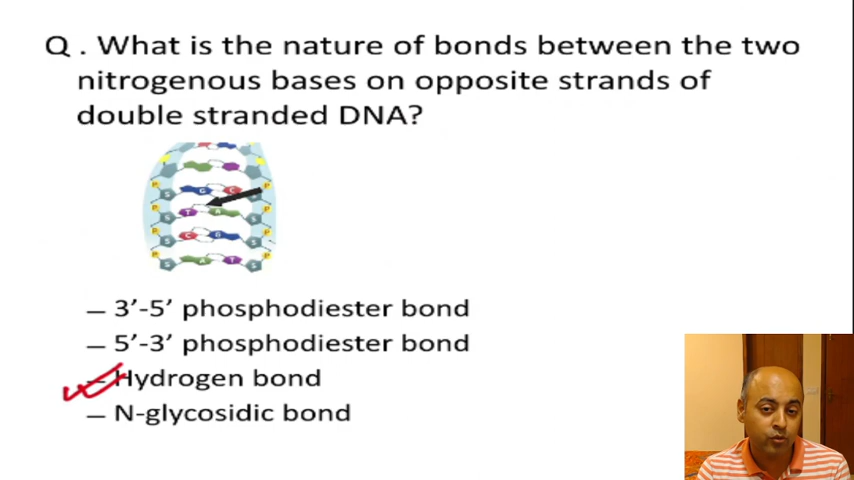 Q . What is the nature of bonds between the two
nitrogenous bases on opposite strands of
double stranded DNA?
P
G C
P
S
T A
P
S
P
C G
P
S
S
P
A T
P
S
S
– 3’-5’ phosphodiester bond
– 5’-3’ phosphodiester bond
– Hydrogen bond
– N-glycosidic bond